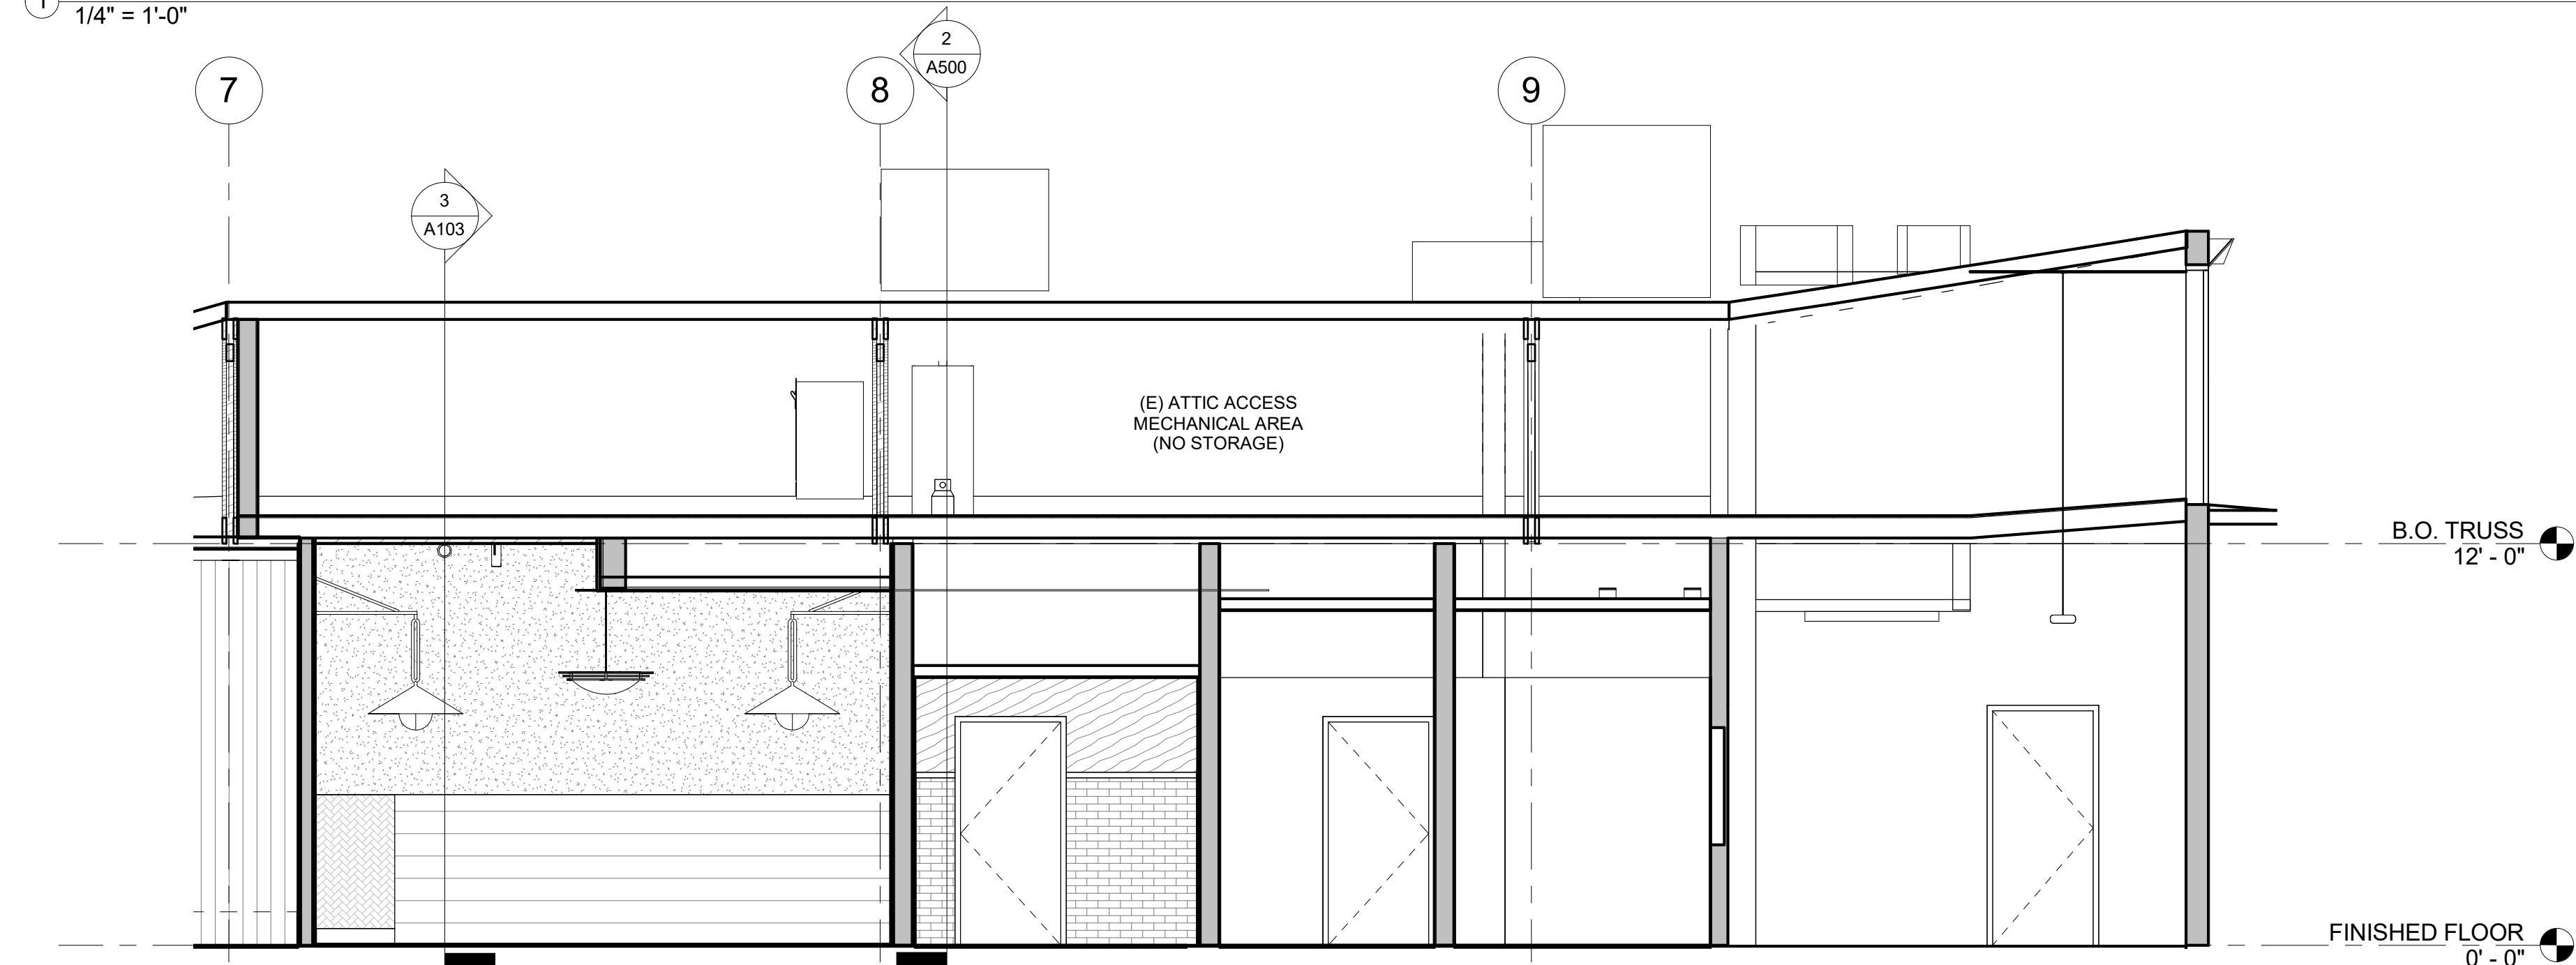 1
1/4" = 1'-0"
2
A500
7
8
9
3
A103
(E) ATTIC ACCESS
MECHANICAL AREA
(NO STORAGE)
B.O. TRUSS
12' - 0"
FINISHED FLOOR
0' - 0"